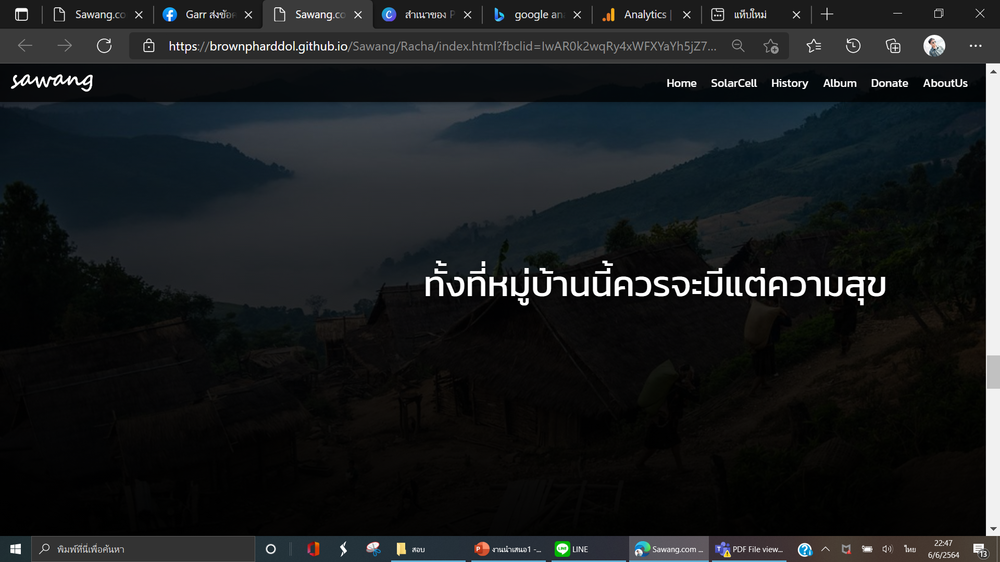 Sawang.co
Garr ส่งข้อค
Sawang.co
สำเนาของ P
google ana
Analytics |
แท็บใหม่
https://brownpharddol.github.io/Sawang/Racha/index.html?fbclid=IwAR0k2wqRy4xWFXYaYh5jZ7...
sawang
Home SolarCell History Album Donate AboutUs
ทั้งที่หมู่บ้านนี้ควรจะมีแต่ความสุข
พิมพ์ที่นี่เพื่อค้นหา
สอบ
งานนำเสนอ1 -...
LINE
Sawang.com ...
PDF File view...
ไทย
22:47
6/6/2564
13